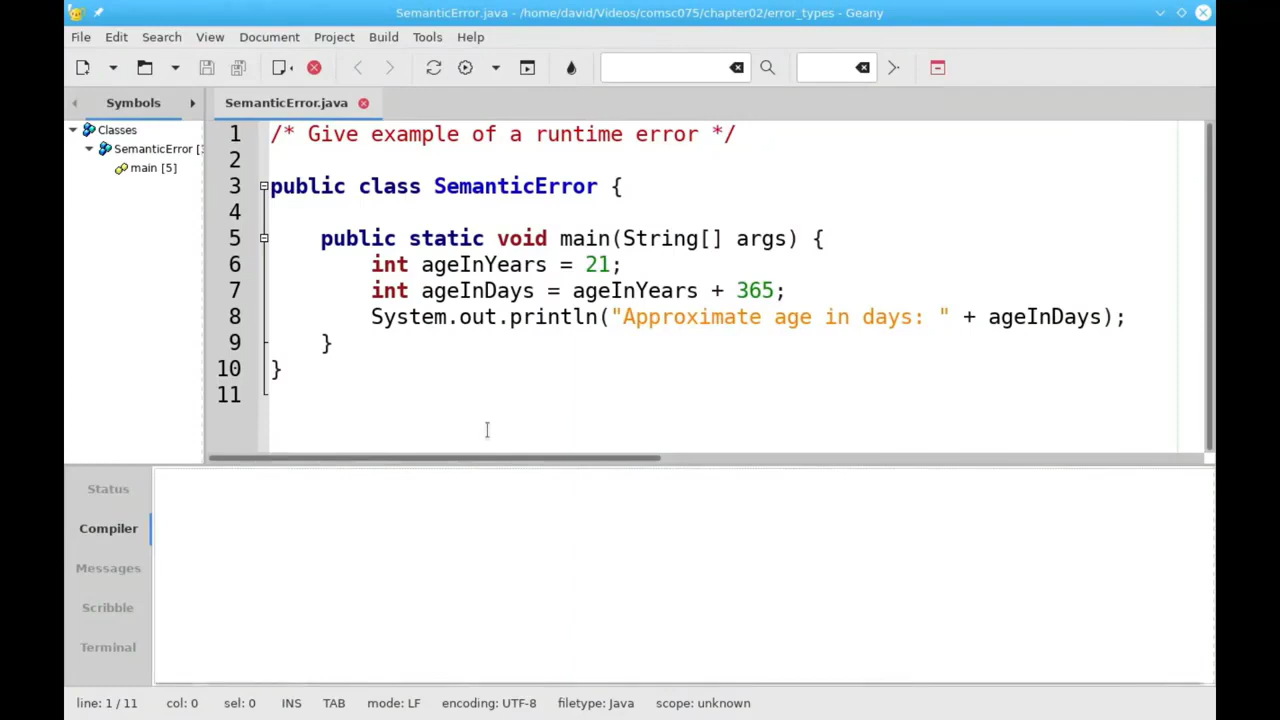 SemanticError.java - /home/david/Videos/comsc075/chapter02/error_types - Geany
File Edit Search View Document Project Build Tools Help
Symbols
SemanticError.java
Classes
SemanticError [
main [5]
1 /* Give example of a runtime error */
2
3 public class SemanticError {
4
5     public static void main(String[] args) {
6         int ageInYears = 21;
7         int ageInDays = ageInYears + 365;
8         System.out.println("Approximate age in days: " + ageInDays);
9     }
10 }
11
Status
Compiler
Messages
Scribble
Terminal
line: 1 / 11 col: 0 sel: 0 INS TAB mode: LF encoding: UTF-8 filetype: Java scope: unknown